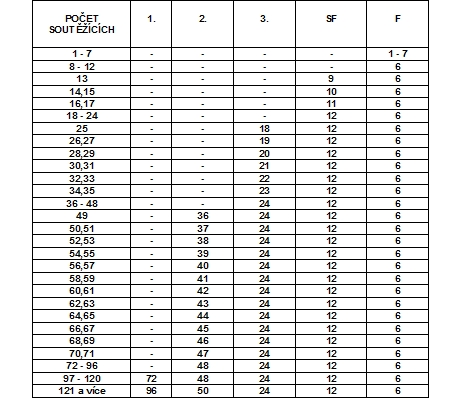 POČET SOUTĚŽÍCÍCH 1. 2. 3. SF F
1 - 7 - - - - 1 - 7
8 - 12 - - - - 6
13 - - - 9 6
14,15 - - - 10 6
16,17 - - - 11 6
18 - 24 - - - 12 6
25 - - 18 12 6
26,27 - - 19 12 6
28,29 - - 20 12 6
30,31 - - 21 12 6
32,33 - - 22 12 6
34,35 - - 23 12 6
36 - 48 - - 24 12 6
49 - 36 24 12 6
50,51 - 37 24 12 6
52,53 - 38 24 12 6
54,55 - 39 24 12 6
56,57 - 40 24 12 6
58,59 - 41 24 12 6
60,61 - 42 24 12 6
62,63 - 43 24 12 6
64,65 - 44 24 12 6
66,67 - 45 24 12 6
68,69 - 46 24 12 6
70,71 - 47 24 12 6
72 - 96 - 48 24 12 6
97 - 120 72 48 24 12 6
121 a více 96 50 24 12 6